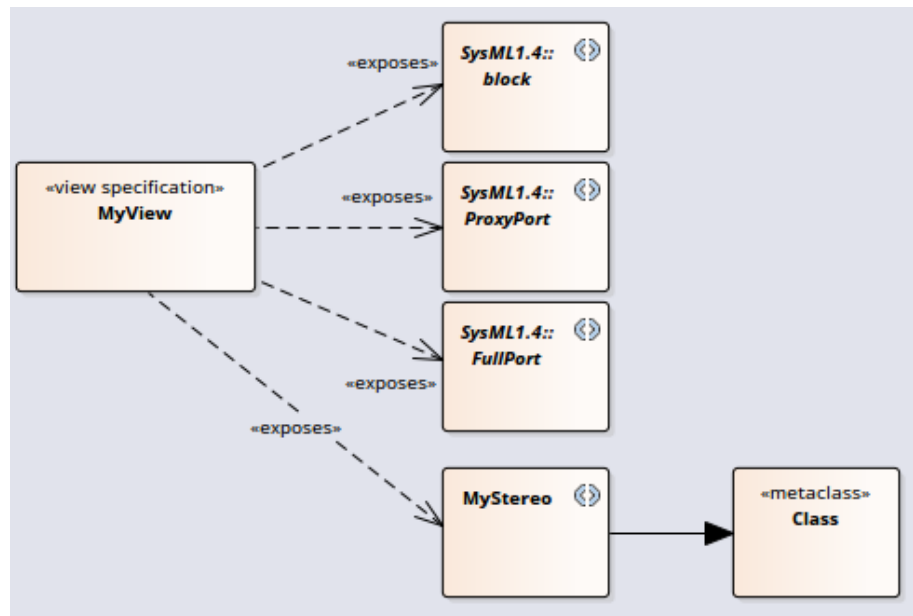 «exposes»
SysML1.4::
block
«view specification»
MyView
«exposes»
SysML1.4::
ProxyPort
SysML1.4::
FullPort
«exposes»
«exposes»
MyStereo
«metaclass»
Class